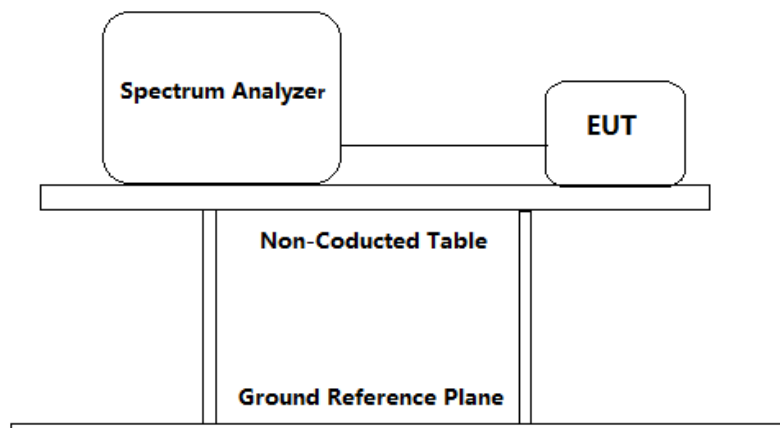 Spectrum Analyzer
EUT
Non-Coducted Table
Ground Reference Plane